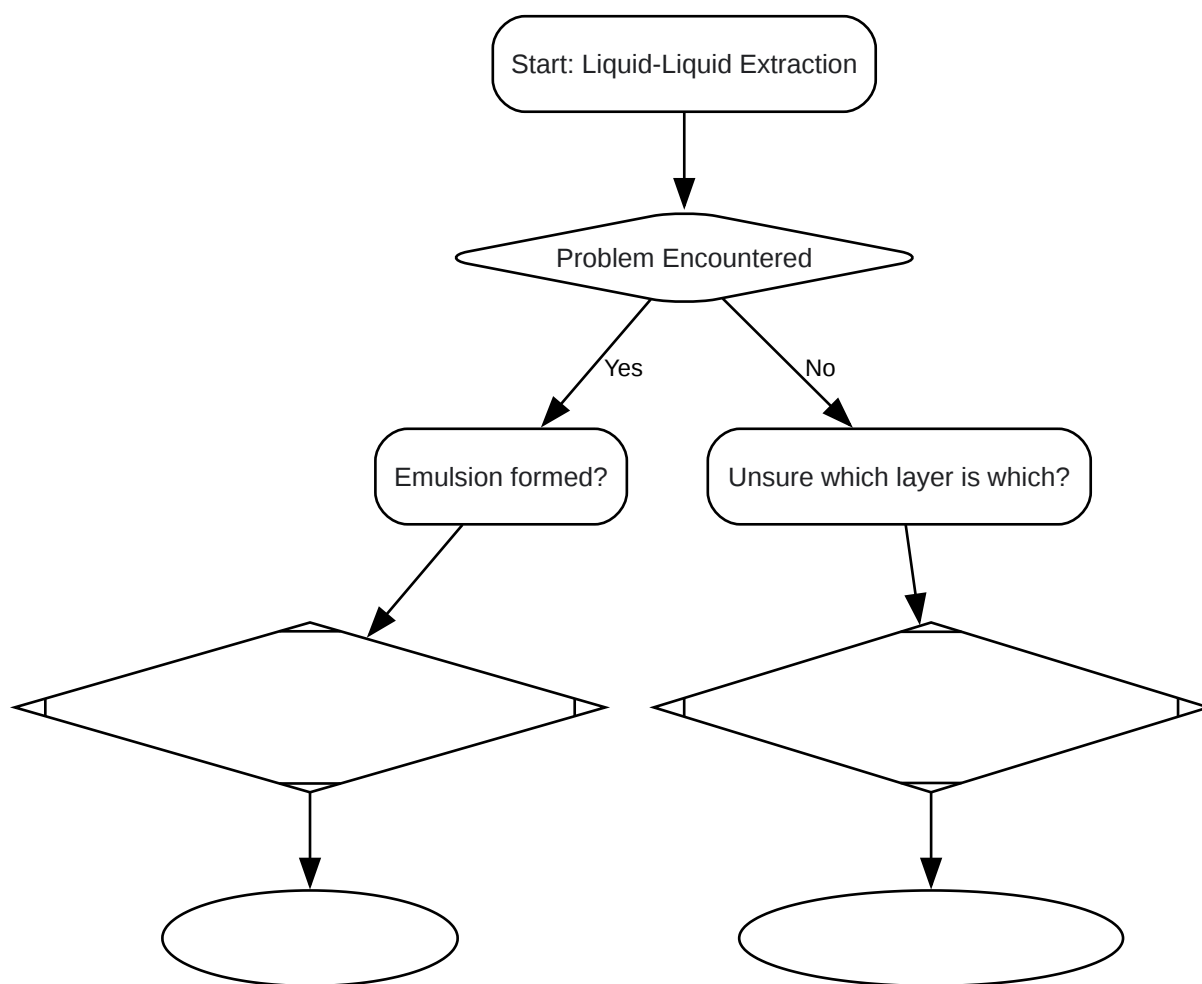 Start: Liquid-Liquid Extraction
Problem Encountered
Yes
No
Emulsion formed?
Unsure which layer is which?